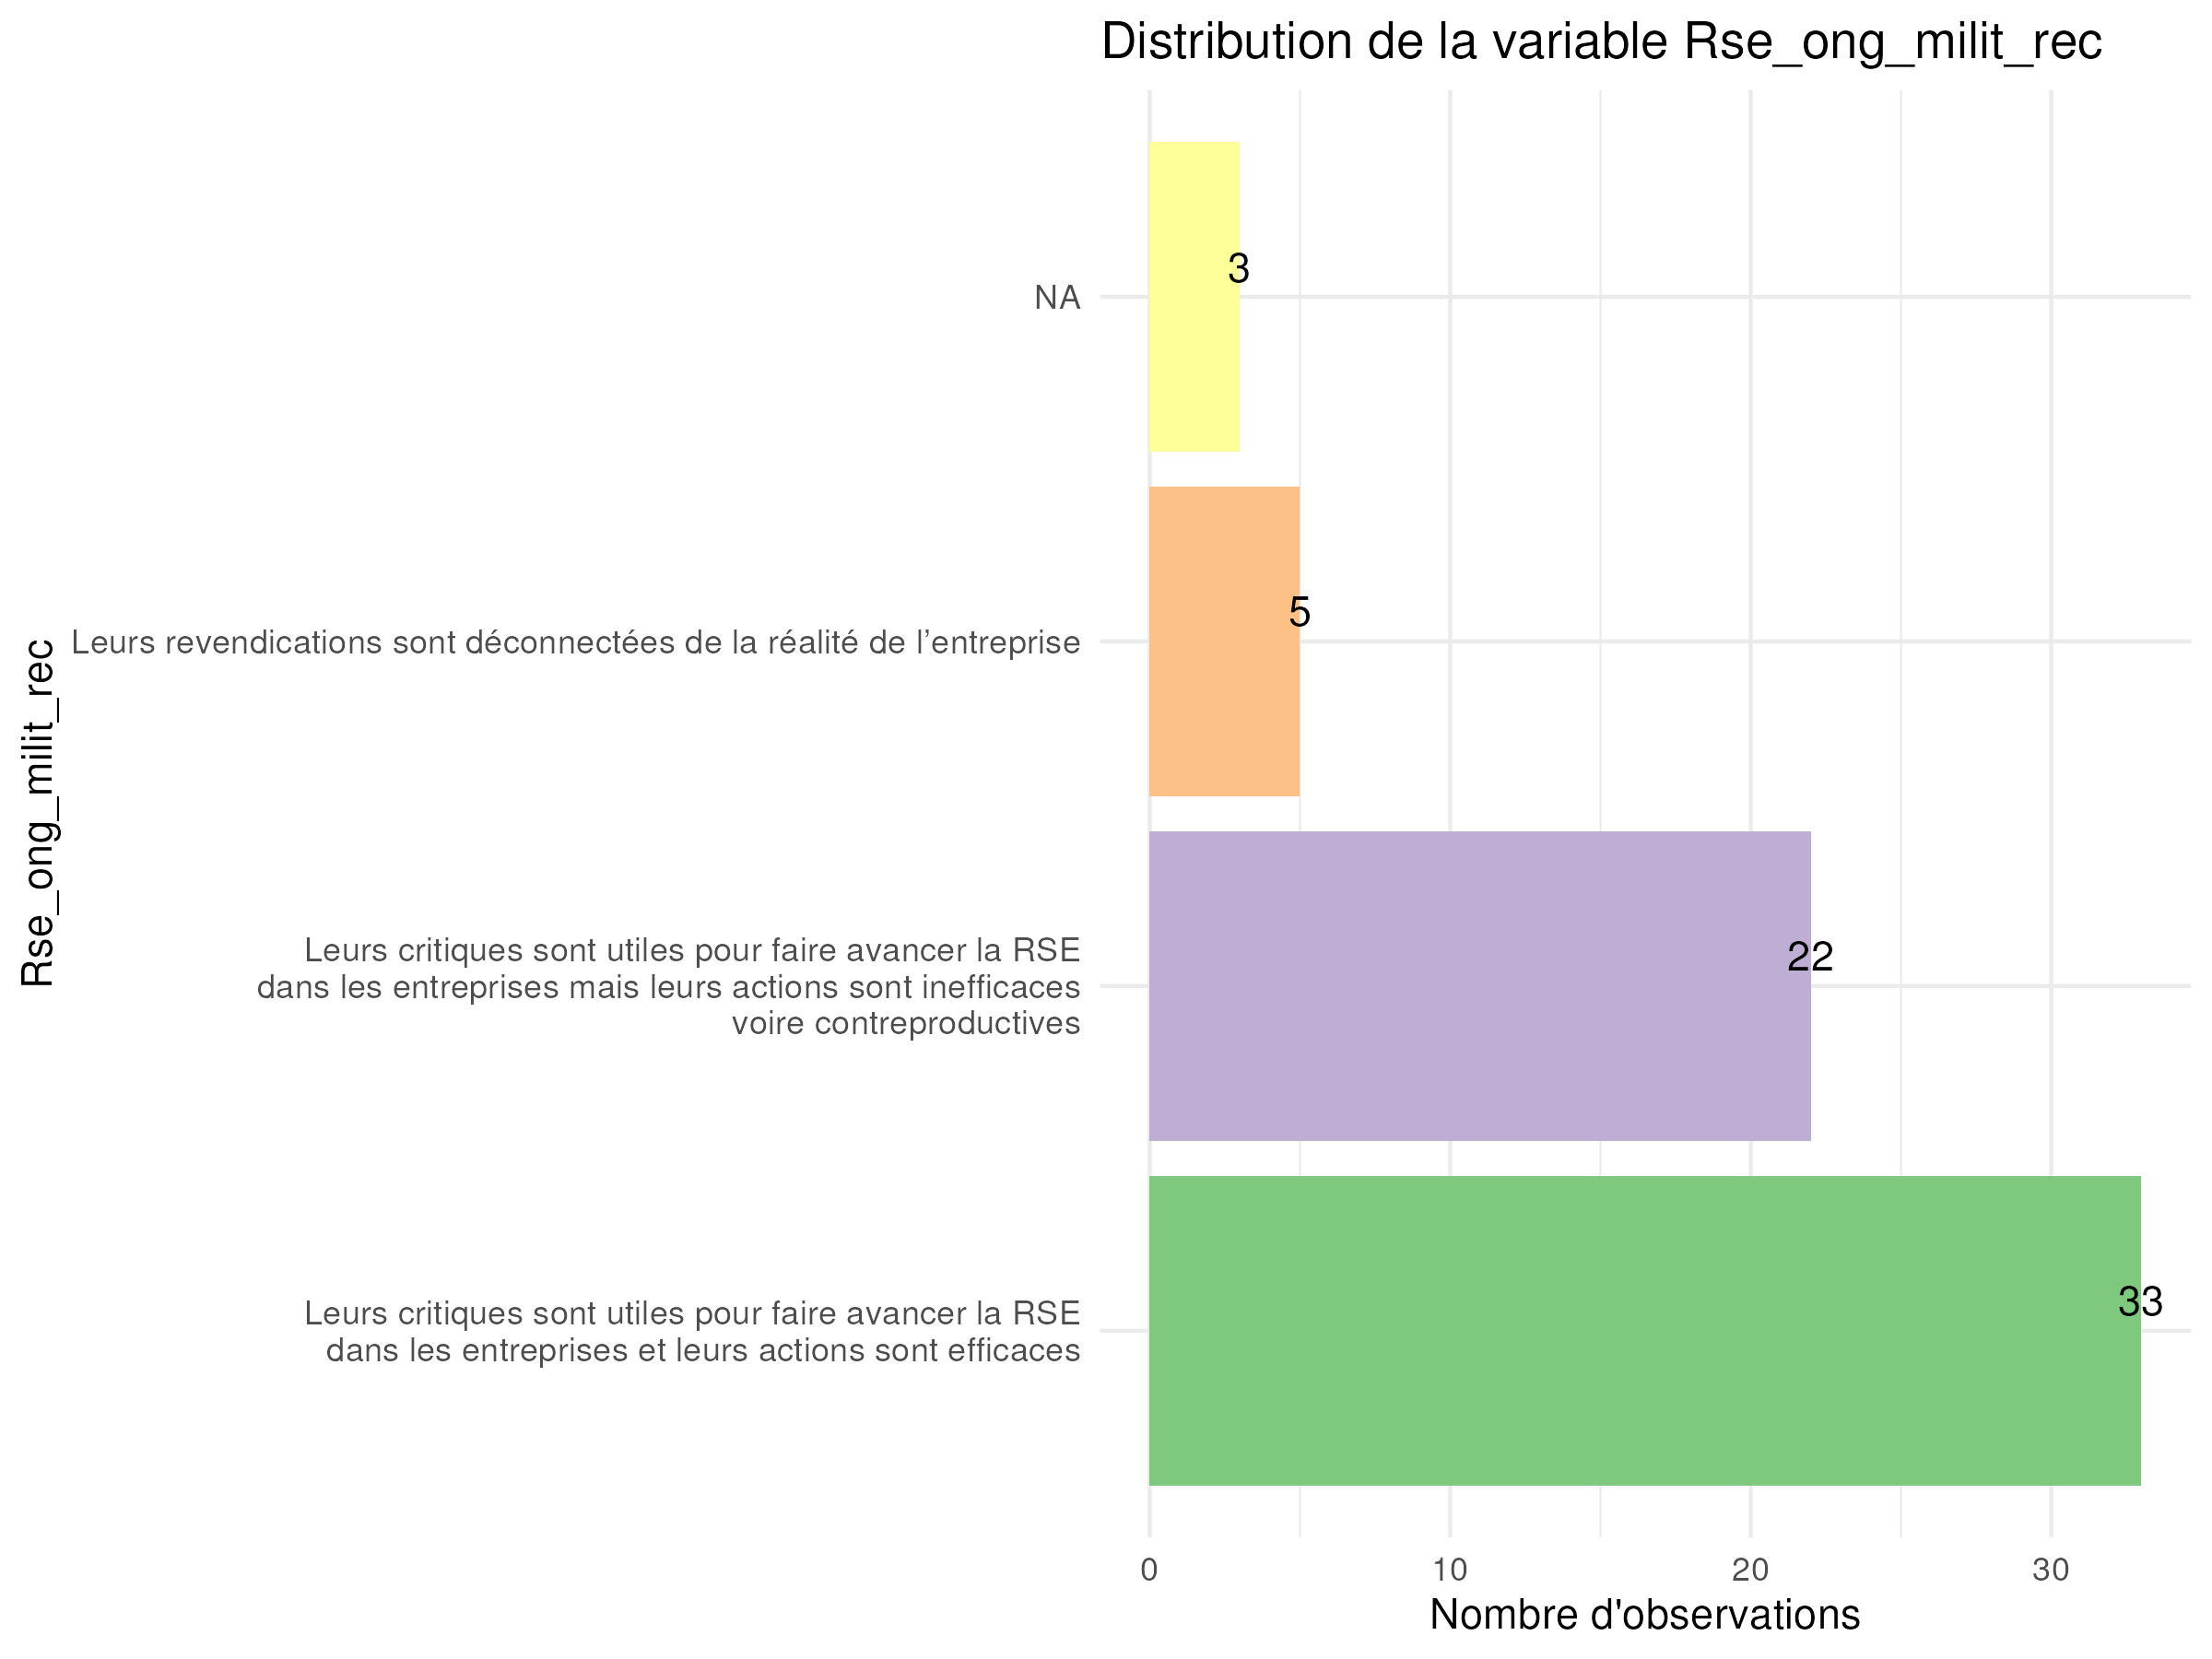 Distribution de la variable Rse_ong_milit_rec
Rse_ong_milit_rec
NA
3
Leurs revendications sont déconnectées de la réalité de l’entreprise
5
Leurs critiques sont utiles pour faire avancer la RSE
dans les entreprises mais leurs actions sont inefficaces
voire contreproductives
22
Leurs critiques sont utiles pour faire avancer la RSE
dans les entreprises et leurs actions sont efficaces
33
0 10 20 30
Nombre d'observations